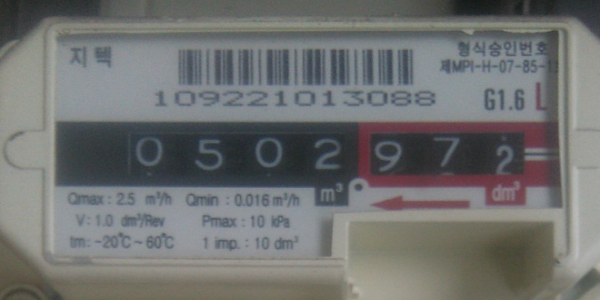 지텍
형식승인번호
제MPI-H-07-85-1
109221013088
G1.6 L
0502972
m³ dm³
Qmax : 2.5 m³/h Qmin : 0.016 m³/h
V : 1.0 dm³/Rev Pmax : 10 kPa
tm : -20°C ~ 60°C 1 imp. : 10 dm³